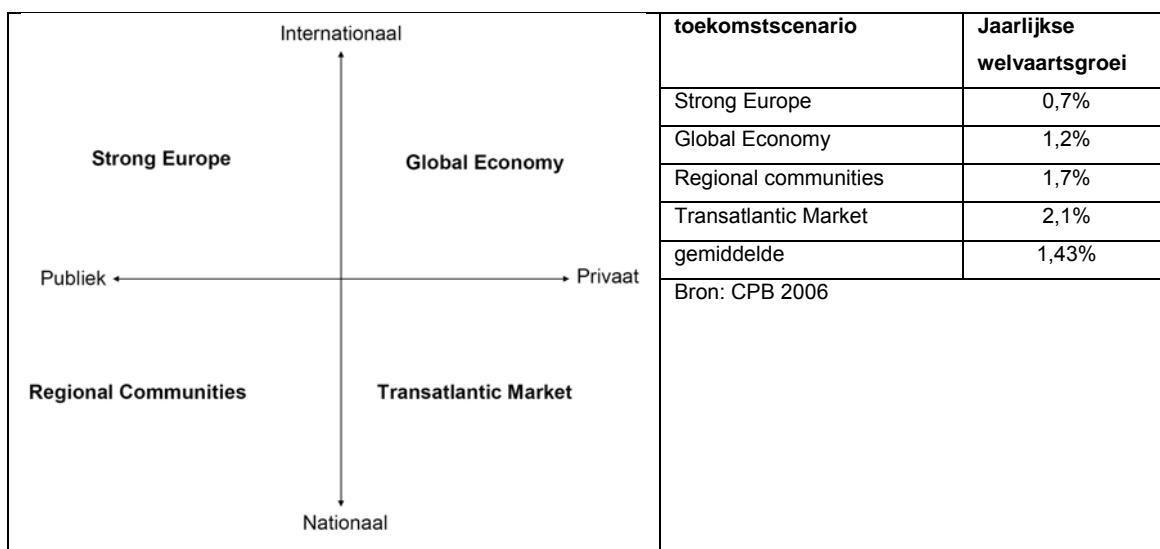 Internationaal
Strong Europe
Global Economy
Publiek
Privaat
Regional Communities
Transatlantic Market
Nationaal
toekomstscenario
Jaarlijkse
welvaartsgroei
Strong Europe 0,7%
Global Economy 1,2%
Regional communities 1,7%
Transatlantic Market 2,1%
gemiddelde 1,43%
Bron: CPB 2006